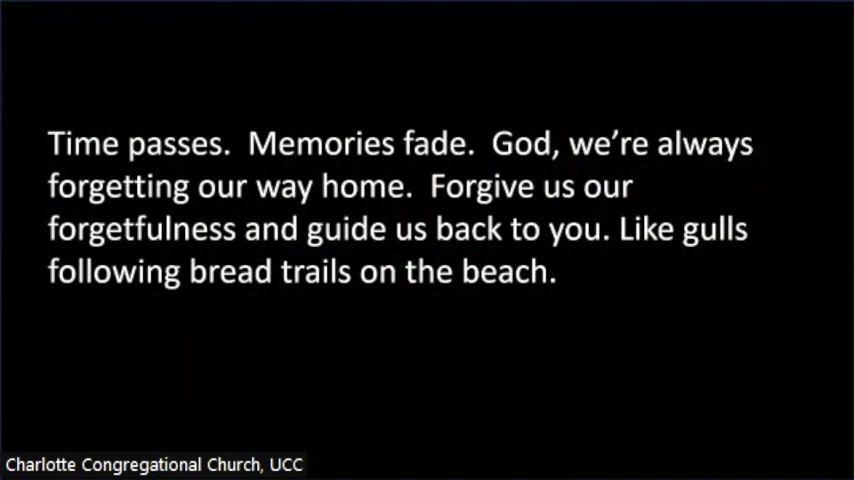 Time passes.  Memories fade.  God, we’re always
forgetting our way home.  Forgive us our
forgetfulness and guide us back to you. Like gulls
following bread trails on the beach.
Charlotte Congregational Church, UCC